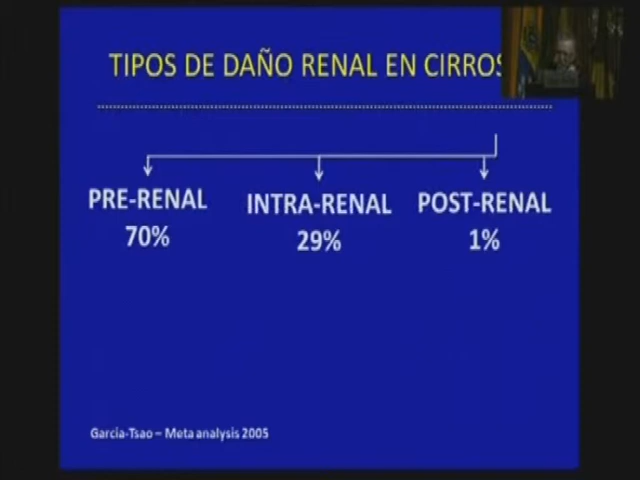 TIPOS DE DAÑO RENAL EN CIRROS
PRE-RENAL
70%
INTRA-RENAL
29%
POST-RENAL
1%
Garcia-Tsao – Meta analysis 2005